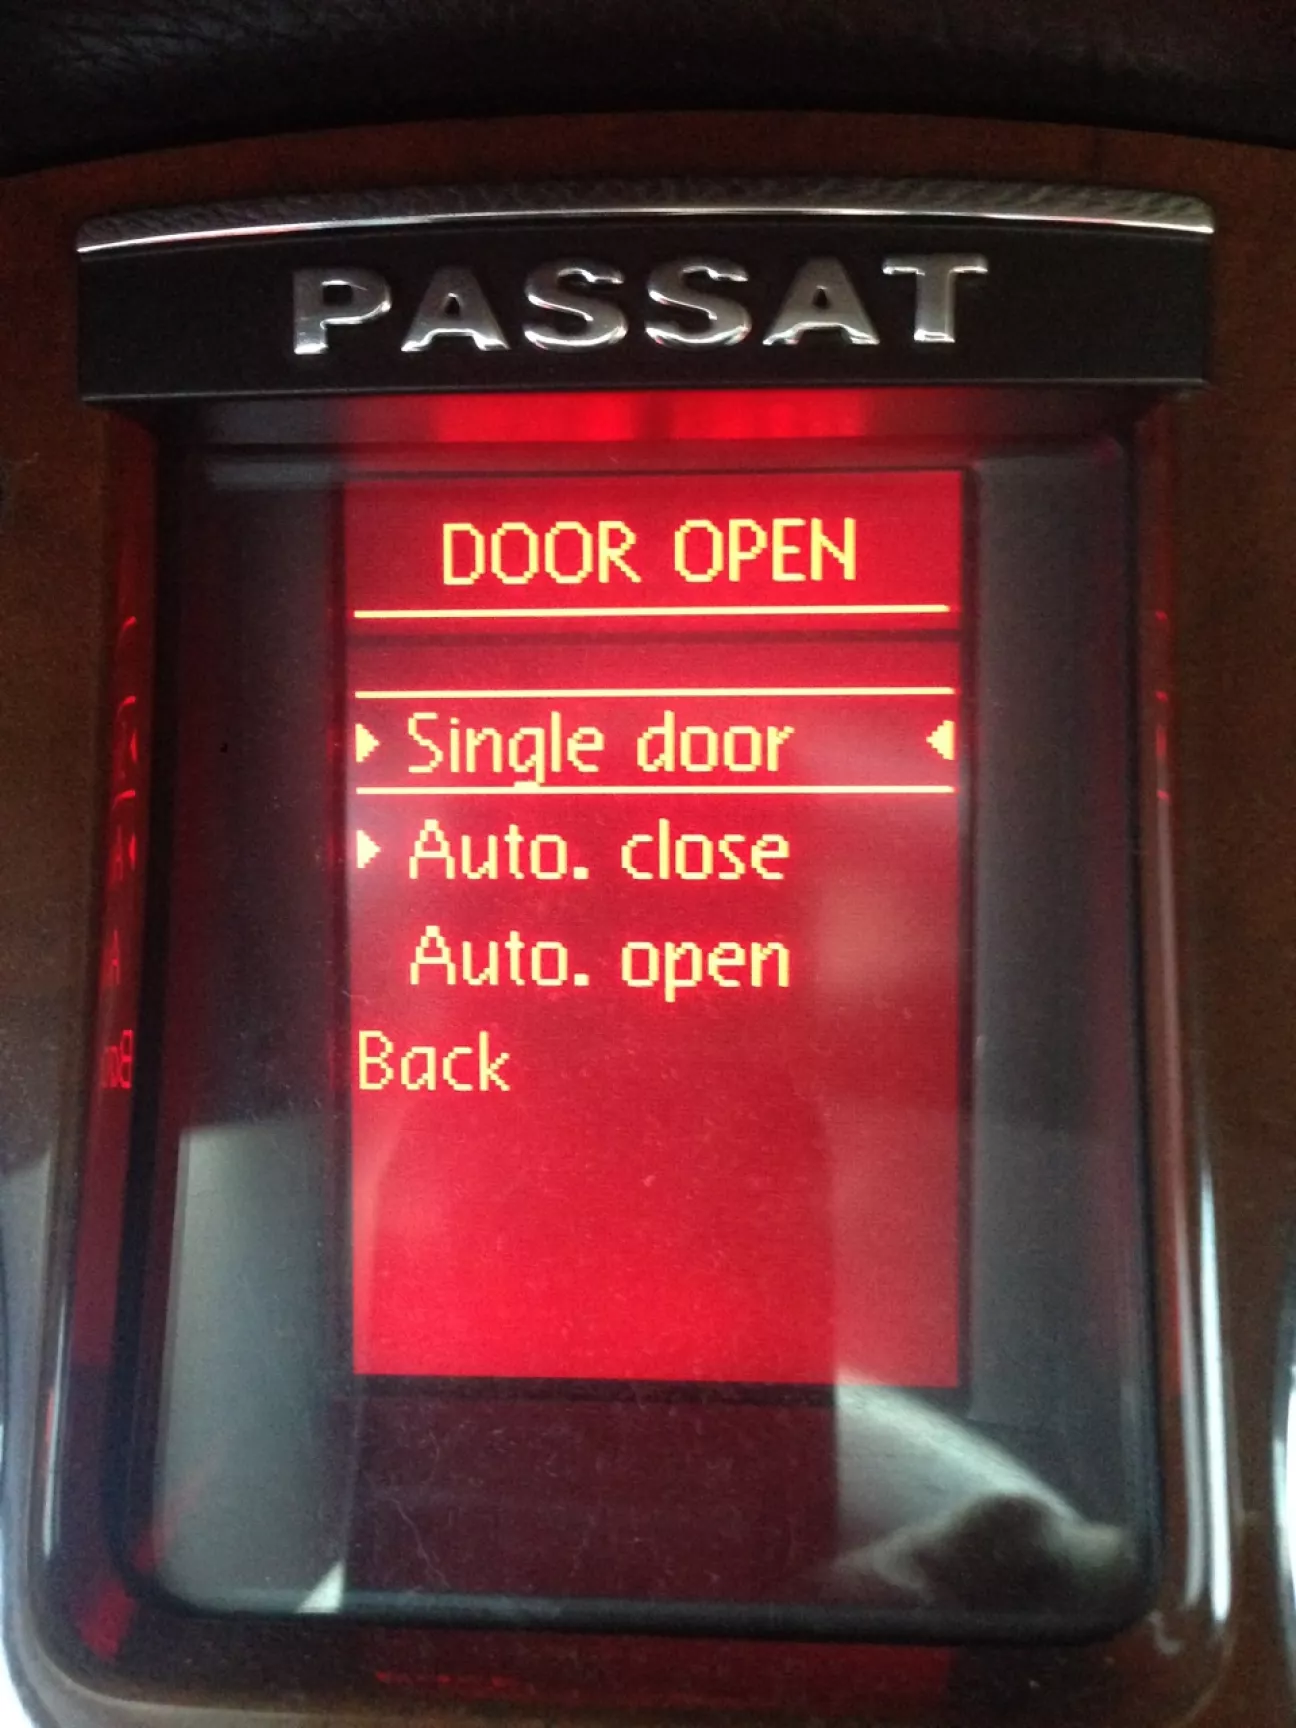 PASSAT
DOOR OPEN
Single door
Auto. close
Auto. open
Back